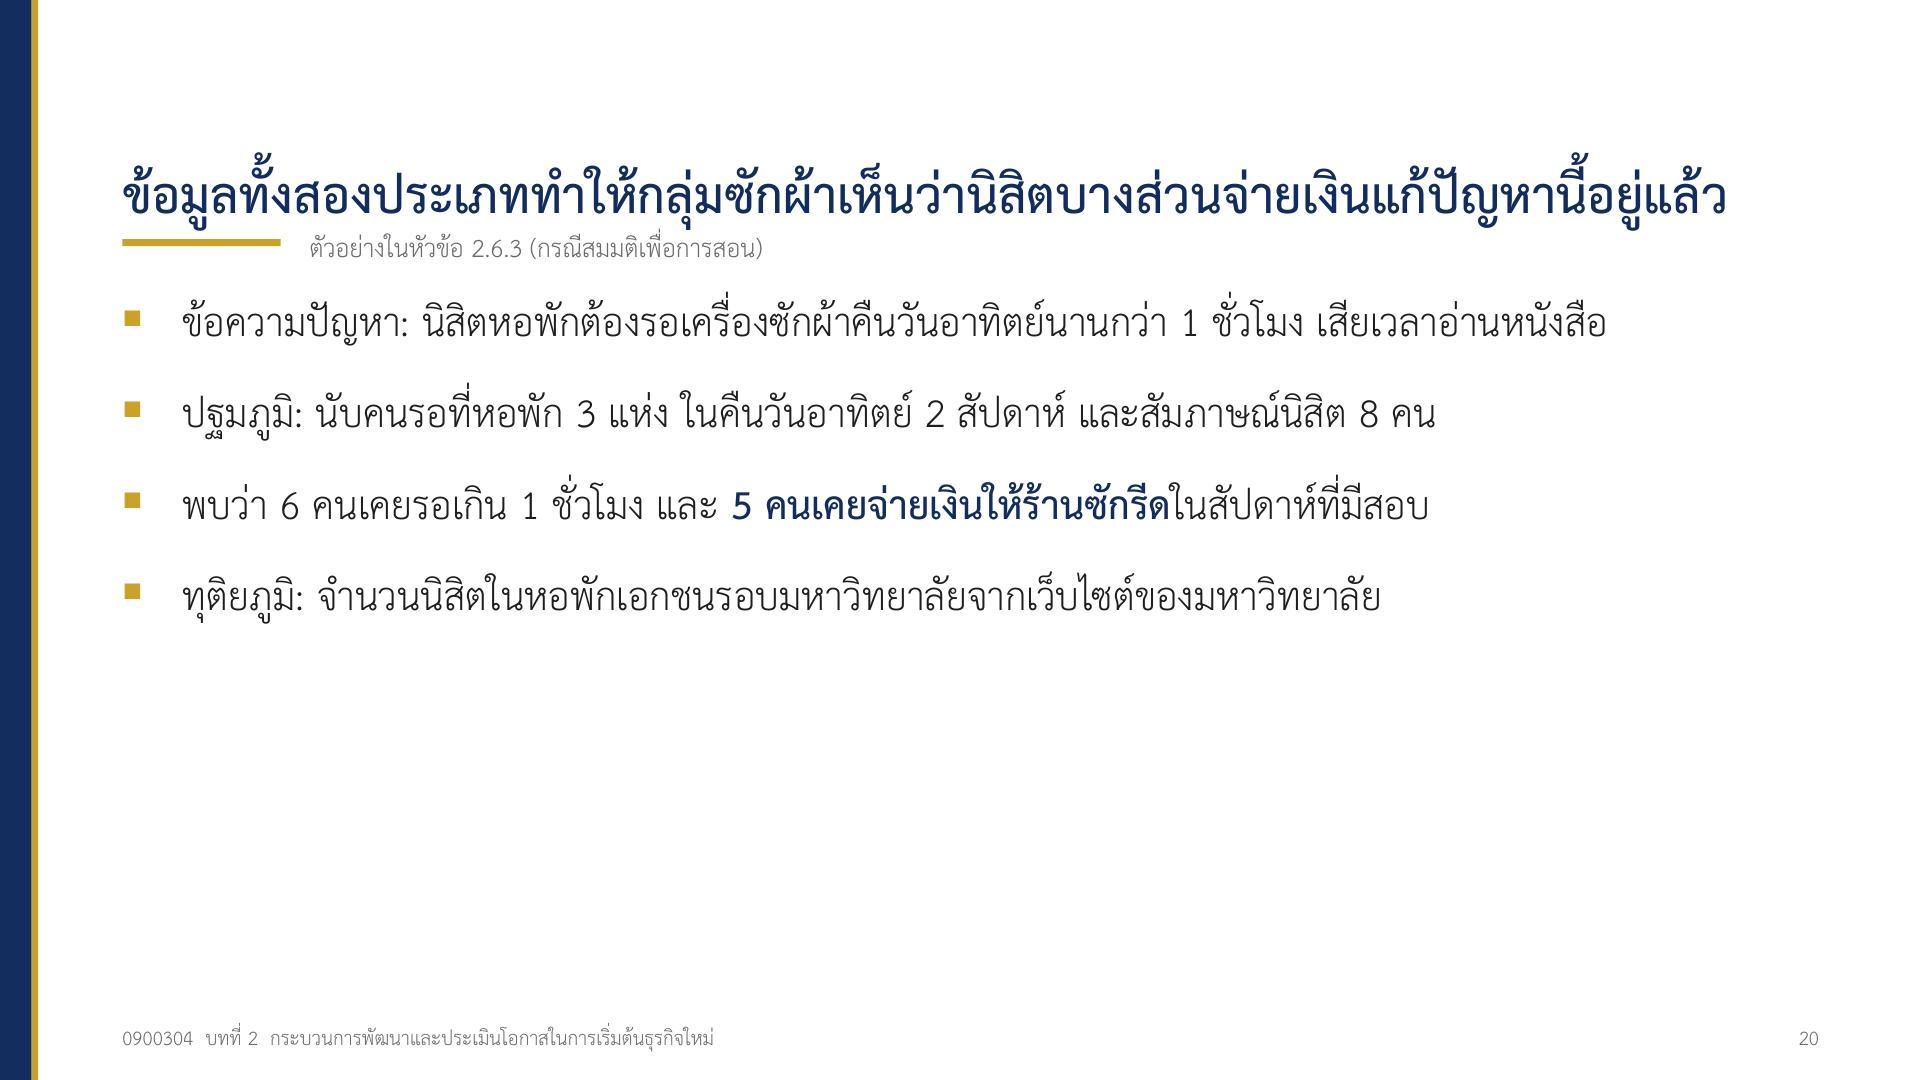 ข้อมูลทั้งสองประเภททำให้กลุ่มซักผ้าเห็นว่านิสิตบางส่วนจ่ายเงินแก้ปัญหานี้อยู่แล้ว
ตัวอย่างในหัวข้อ 2.6.3 (กรณีสมมติเพื่อการสอน)
ข้อความปัญหา: นิสิตหอพักต้องรอเครื่องซักผ้าคืนวันอาทิตย์นานกว่า 1 ชั่วโมง เสียเวลาอ่านหนังสือ
ปฐมภูมิ: นับคนรอที่หอพัก 3 แห่ง ในคืนวันอาทิตย์ 2 สัปดาห์ และสัมภาษณ์นิสิต 8 คน
พบว่า 6 คนเคยรอเกิน 1 ชั่วโมง และ 5 คนเคยจ่ายเงินให้ร้านซักรีดในสัปดาห์ที่มีสอบ
ทุติยภูมิ: จำนวนนิสิตในหอพักเอกชนรอบมหาวิทยาลัยจากเว็บไซต์ของมหาวิทยาลัย
0900304 บทที่ 2 กระบวนการพัฒนาและประเมินโอกาสในการเริ่มต้นธุรกิจใหม่
20